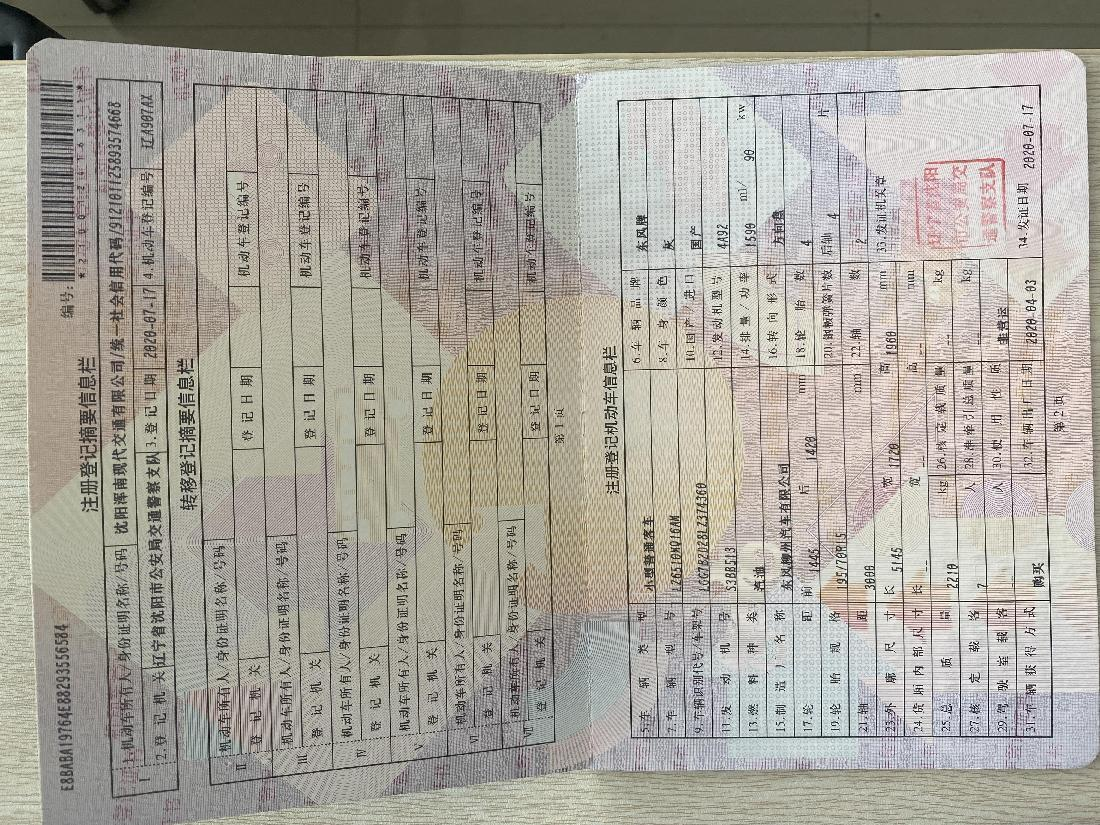 E8BABA19764E88293556584
编号:
注册登记摘要信息栏
Ⅰ 1.机动车所有人/身份证明名称/号码 沈阳浑南现代交通有限公司/统一社会信用代码/912101125893574668
2.登记机关 辽宁省沈阳市公安局交通警察支队 3.登记日期 2020-07-17 4.机动车登记编号 辽A907AX
转移登记摘要信息栏
Ⅱ 机动车所有人/身份证明名称/号码
登记机关 登记日期 机动车登记编号
Ⅲ 机动车所有人/身份证明名称/号码
登记机关 登记日期 机动车登记编号
Ⅳ 机动车所有人/身份证明名称/号码
登记机关 登记日期 机动车登记编号
Ⅴ 机动车所有人/身份证明名称/号码
登记机关 登记日期 机动车登记编号
Ⅵ 机动车所有人/身份证明名称/号码
登记机关 登记日期 机动车登记编号
Ⅶ 机动车所有人/身份证明名称/号码
登记机关 登记日期 机动车登记编号
第1页
注册登记机动车信息栏
5.车辆类型 小型普通客车 6.车辆品牌 东风牌
7.车辆型号 LZ6510MQ16AM 8.车身颜色 灰
9.车辆识别代号/车架号 10.国产/进口 国产
11.发动机号 S3BB5013 12.发动机型号 4A92
13.燃料种类 汽油 14.排量/功率 1590 ml/ 90 kw
15.制造厂名称 东风柳州汽车有限公司 16.转向形式 方向盘
17.轮距 前 1445 后 1420 mm 18.轮胎数 4
19.轮胎规格 195/70R15 20.钢板弹簧片数 后轴 4 片
21.轴距 3000 mm 22.轴数 2
23.外廓尺寸 长 5145 宽 1720 高 1960 mm 33.发证机关章
24.货厢内部尺寸 长 -- 宽 -- 高 -- mm
25.总质量 2210 kg 26.核定载质量 -- kg
27.核定载客 7 人 28.准牵引总质量 -- kg
29.驾驶室载客 -- 人 30.使用性质 非营运
31.车辆获得方式 购买 32.车辆出厂日期 2020-04-03 34.发证日期 2020-07-17
辽宁省沈阳
市公安局交
通警察支队
第2页